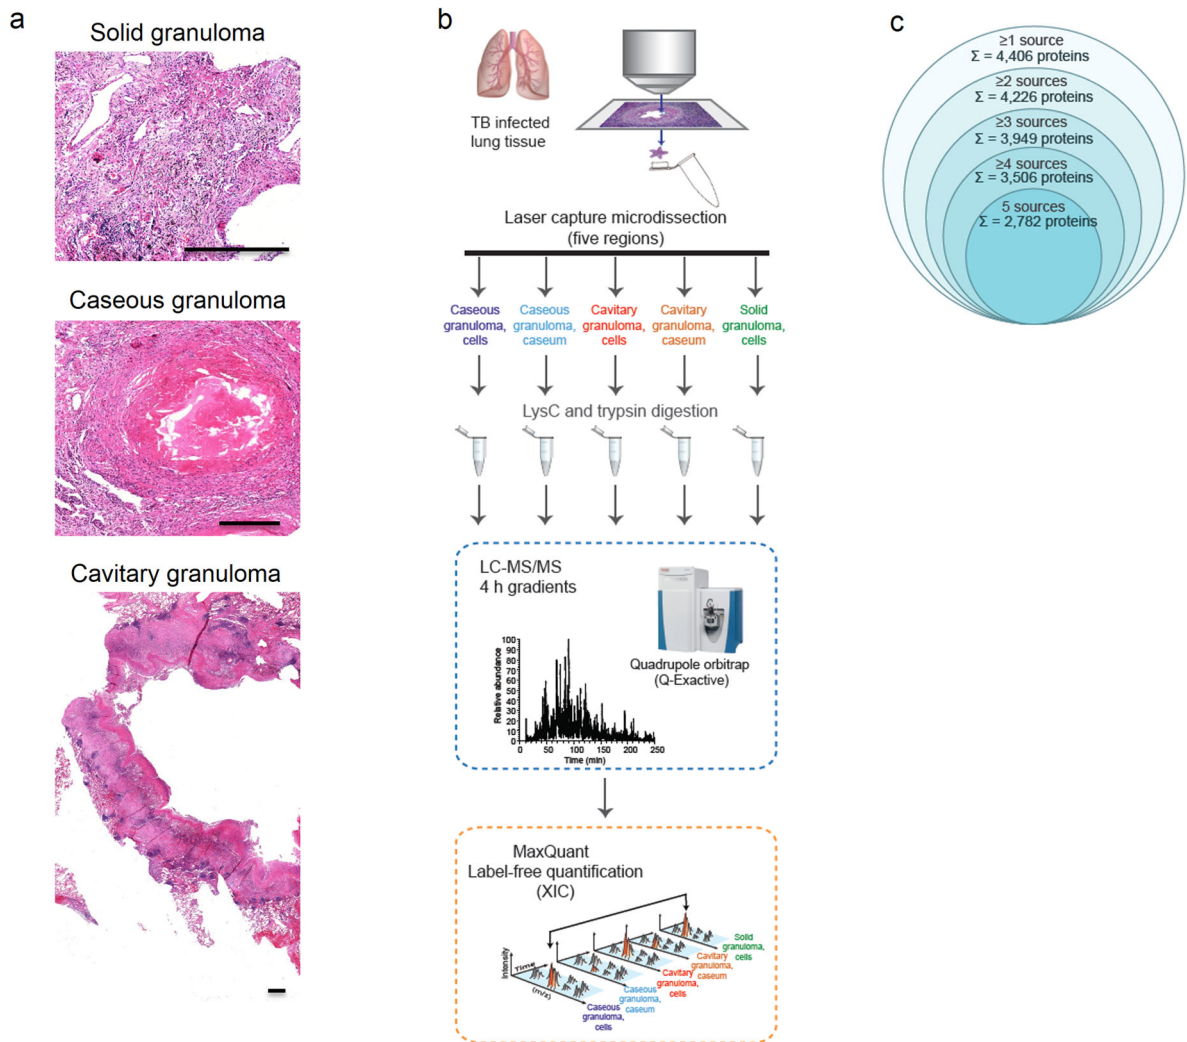 a
Solid granuloma
Caseous granuloma
Cavitary granuloma
b
TB infected
lung tissue
Laser capture microdissection
(five regions)
Caseous
granuloma,
cells
Caseous
granuloma,
caseum
Cavitary
granuloma,
cells
Cavitary
granuloma,
caseum
Solid
granuloma,
cells
LysC and trypsin digestion
LC-MS/MS
4 h gradients
Quadrupole orbitrap
(Q-Exactive)
Relative abundance
100
90
80
70
60
50
40
30
20
10
0
0 50 100 150 200 250
Time (min)
MaxQuant
Label-free quantification
(XIC)
Intensity
Time
(m/z)
Caseous
granuloma,
cells
Caseous
granuloma,
caseum
Cavitary
granuloma,
cells
Cavitary
granuloma,
caseum
Solid
granuloma,
cells
c
≥1 source
Σ = 4,406 proteins
≥2 sources
Σ = 4,226 proteins
≥3 sources
Σ = 3,949 proteins
≥4 sources
Σ = 3,506 proteins
5 sources
Σ = 2,782 proteins